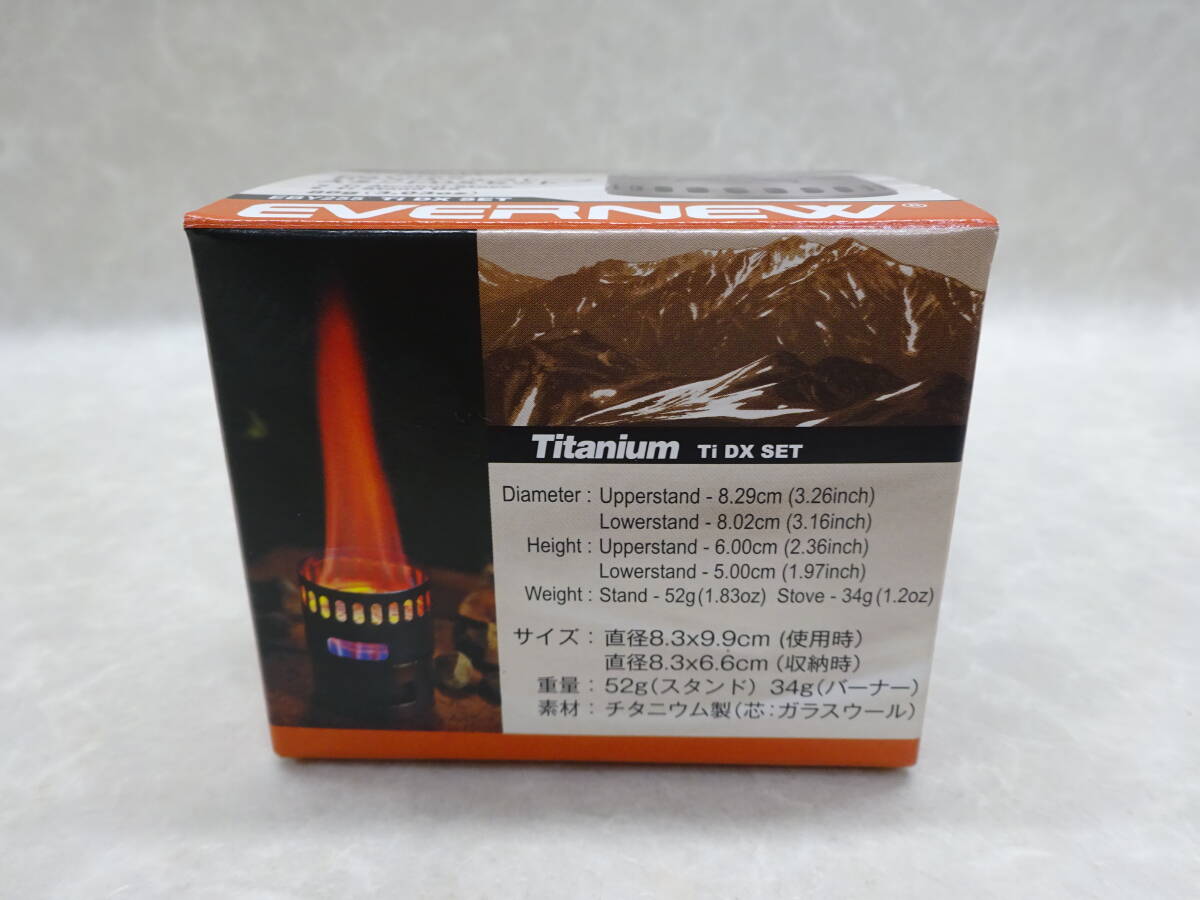 EBY255 Ti DX SET
EVERNEW®
Titanium Ti DX SET
Diameter : Upperstand - 8.29cm (3.26inch)
Lowerstand - 8.02cm (3.16inch)
Height : Upperstand - 6.00cm (2.36inch)
Lowerstand - 5.00cm (1.97inch)
Weight : Stand - 52g (1.83oz) Stove - 34g (1.2oz)
サイズ : 直径8.3x9.9cm (使用時)
直径8.3x6.6cm (収納時)
重量 : 52g(スタンド) 34g(バーナー)
素材 : チタニウム製(芯:ガラスウール)